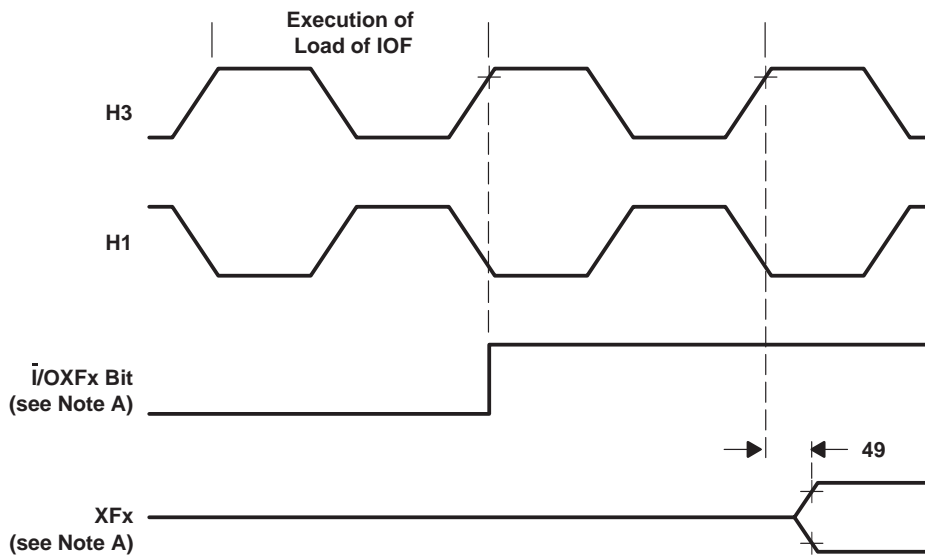 Execution of
Load of IOF
H3
H1
I̅/OXFx Bit
(see Note A)
49
XFx
(see Note A)